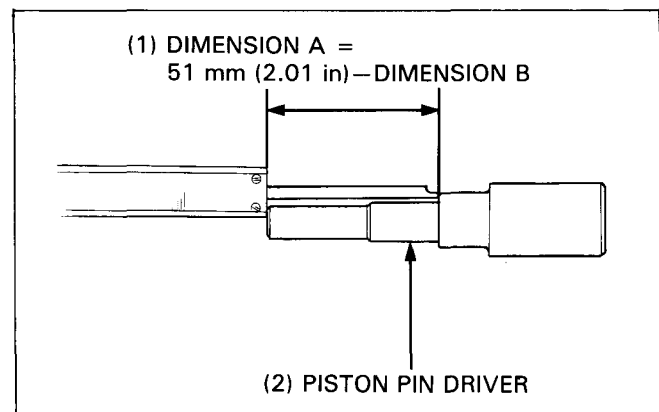 (1) DIMENSION A =
51 mm (2.01 in)—DIMENSION B
(2) PISTON PIN DRIVER